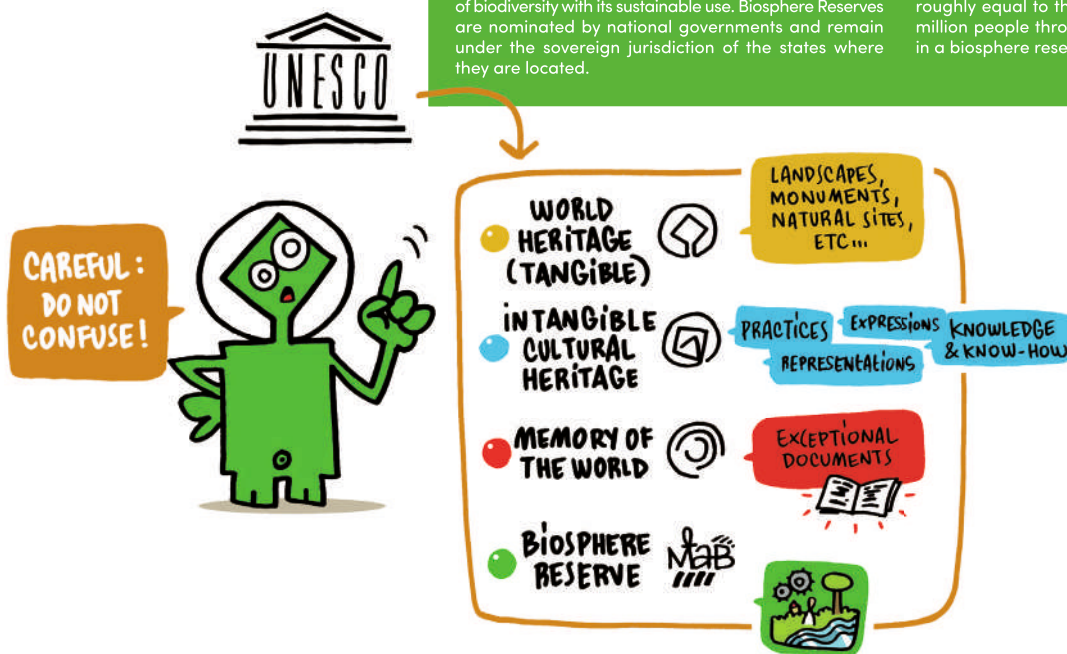 of biodiversity with its sustainable use. Biosphere Reserves
are nominated by national governments and remain
under the sovereign jurisdiction of the states where
they are located.
roughly equal to
million people
in a biosphere
UNESCO
CAREFUL:
DO NOT
CONFUSE!
WORLD
HERiTAGE
(TANGiBLE)
LANDSCAPES,
MONUMENTS,
NATURAL SiTES,
ETC...
iNTANGiBLE
CULTURAL
HERiTAGE
PRACTiCES
EXPRESSiONS
REPRESENTATiONS
KNOWLEDGE
& KNOW-HOW
MEMORY OF
THE WORLD
EXCEPTiONAL
DOCUMENTS
BiOSPHERE
RESERVE
MaB